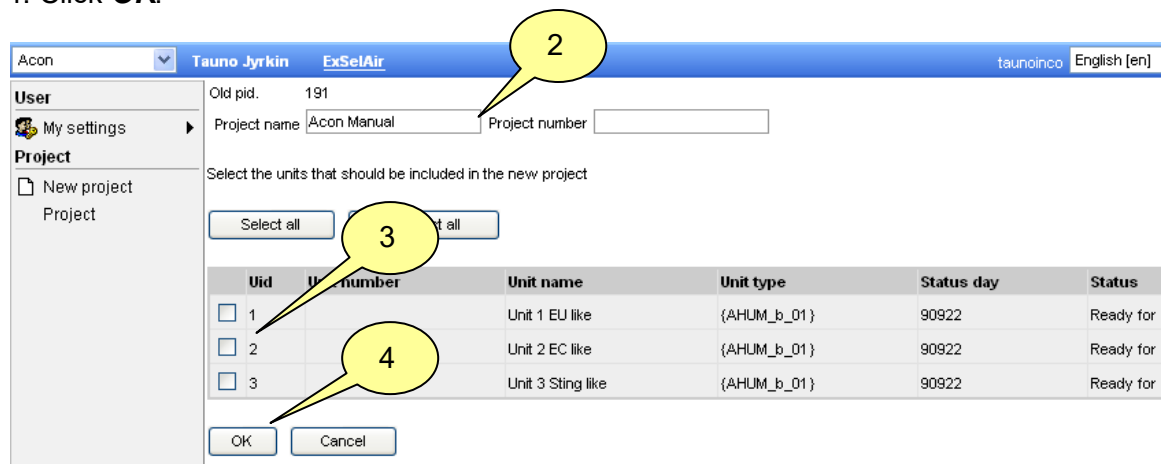 Click OK.
2
Acon Tauno Jyrkin ExSelAir taunoinco English [en]
User
My settings
Project
New project
Project
Old pid. 191
Project name Acon Manual Project number
Select the units that should be included in the new project
Select all all
3
Uid number Unit name Unit type Status day Status
1 Unit 1 EU like {AHUM_b_01} 90922 Ready for
2 Unit 2 EC like {AHUM_b_01} 90922 Ready for
3 Unit 3 Sting like {AHUM_b_01} 90922 Ready for
4
OK Cancel